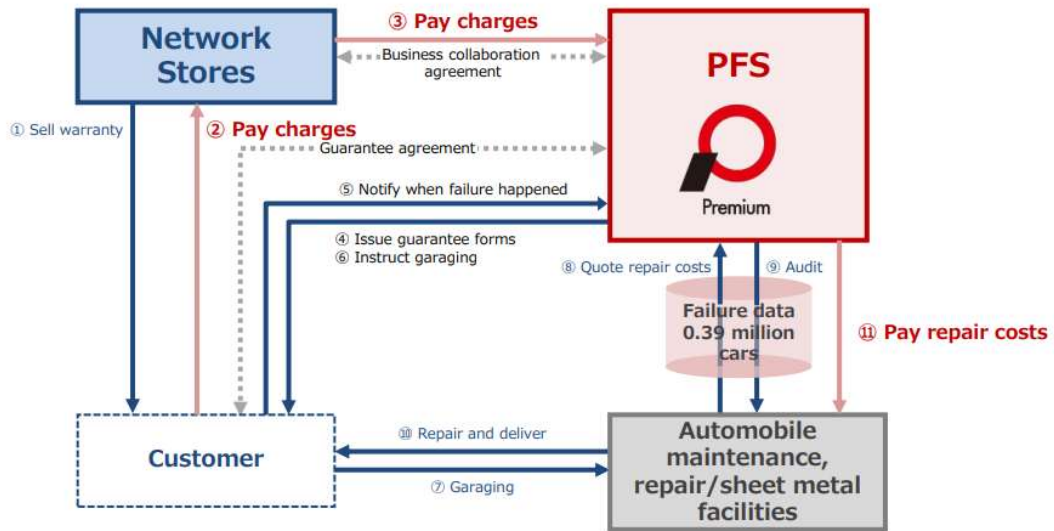 ③ Pay charges
Network
Stores
Business collaboration
agreement
PFS
① Sell warranty
② Pay charges
Guarantee agreement
⑤ Notify when failure happened
Premium
④ Issue guarantee forms
⑥ Instruct garaging
⑧ Quote repair costs
⑨ Audit
Failure data
0.39 million
cars
⑪ Pay repair costs
Customer
⑩ Repair and deliver
⑦ Garaging
Automobile
maintenance,
repair/sheet metal
facilities